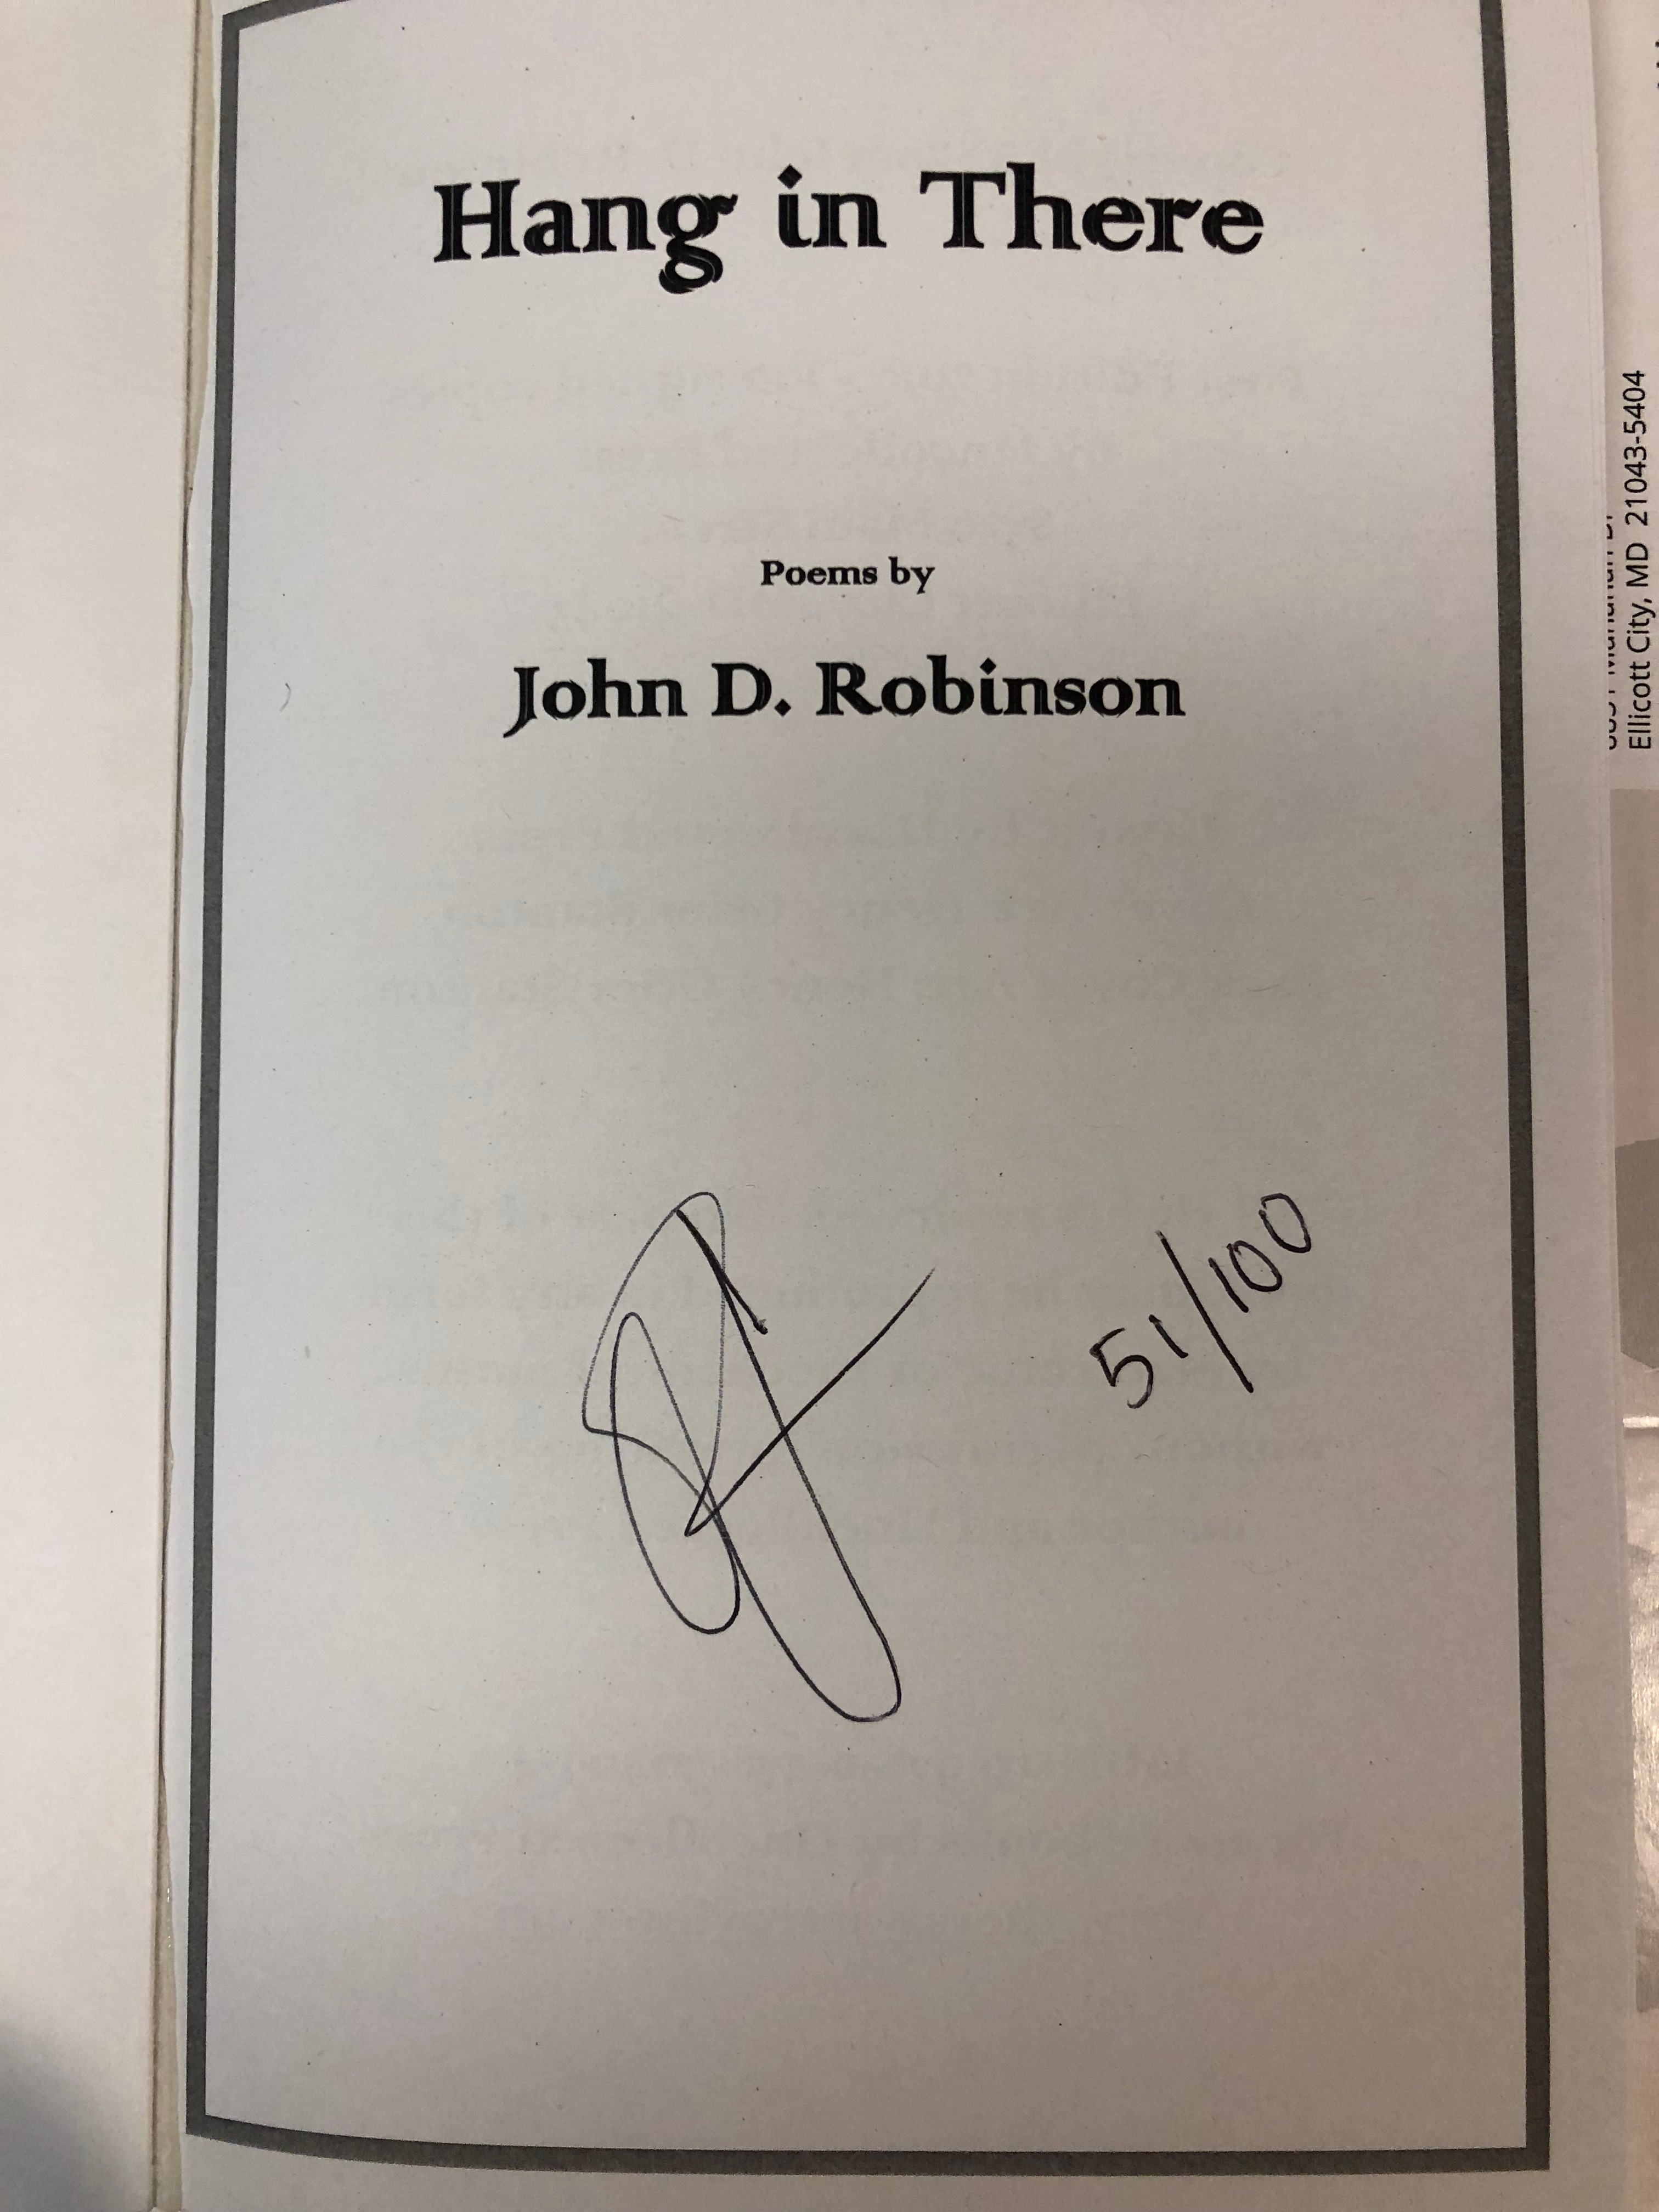 Hang in There
Poems by
John D. Robinson
51/100
Ellicott City, MD 21043-5404